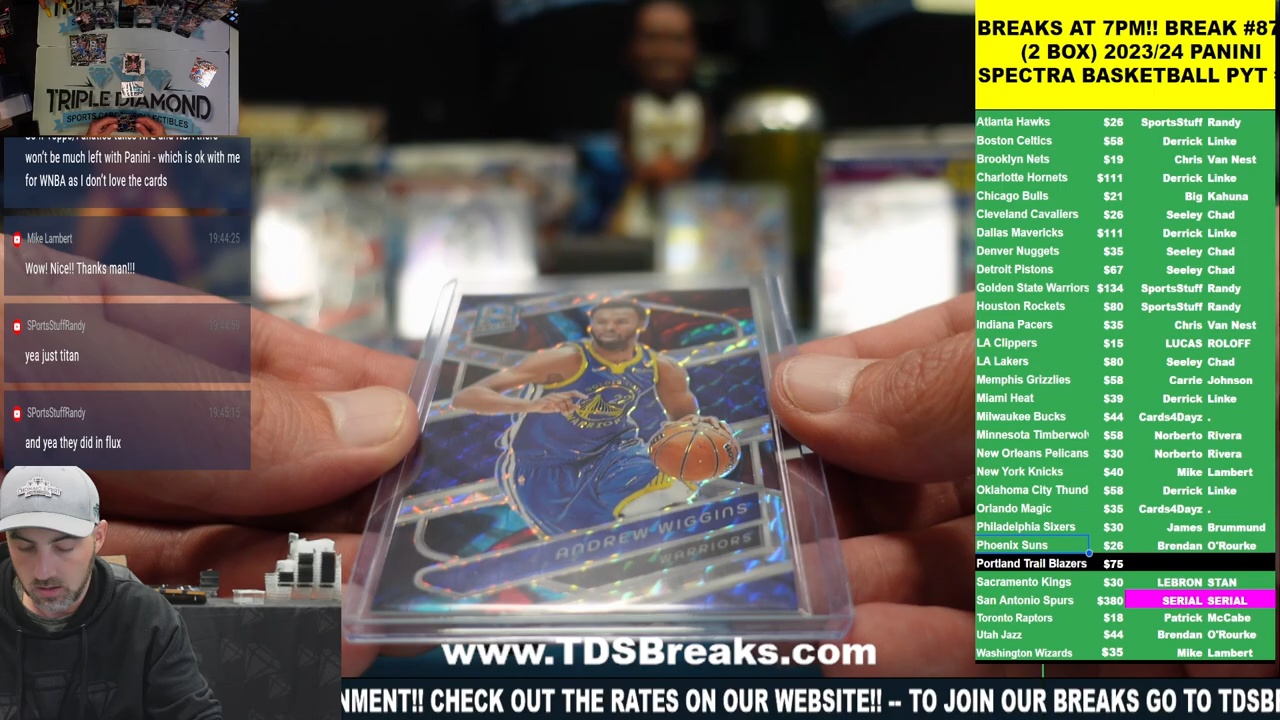 TRIPLE DIAMOND
SPORTS CARDS COLLECTIBLES
won't be much left with Panini - which is ok with me
for WNBA as I don't love the cards
Mike Lambert 19:44:25
Wow! Nice!! Thanks man!!!
SPortsStuffRandy
yea just titan
SPortsStuffRandy 19:45:15
and yea they did in flux
ANDREW WIGGINS
WARRIORS
www.TDSBreaks.com
NMENT!! CHECK OUT THE RATES ON OUR WEBSITE!! -- TO JOIN OUR BREAKS GO TO TDSB
BREAKS AT 7PM!! BREAK #87
(2 BOX) 2023/24 PANINI
SPECTRA BASKETBALL PYT
Atlanta Hawks $26 SportsStuff Randy
Boston Celtics $58 Derrick Linke
Brooklyn Nets $19 Chris Van Nest
Charlotte Hornets $111 Derrick Linke
Chicago Bulls $21 Big Kahuna
Cleveland Cavaliers $26 Seeley Chad
Dallas Mavericks $111 Derrick Linke
Denver Nuggets $35 Seeley Chad
Detroit Pistons $67 Seeley Chad
Golden State Warriors $134 SportsStuff Randy
Houston Rockets $80 SportsStuff Randy
Indiana Pacers $35 Chris Van Nest
LA Clippers $15 LUCAS ROLOFF
LA Lakers $80 Seeley Chad
Memphis Grizzlies $58 Carrie Johnson
Miami Heat $39 Derrick Linke
Milwaukee Bucks $44 Cards4Dayz .
Minnesota Timberwol $58 Norberto Rivera
New Orleans Pelicans $30 Norberto Rivera
New York Knicks $40 Mike Lambert
Oklahoma City Thund $58 Derrick Linke
Orlando Magic $35 Cards4Dayz .
Philadelphia Sixers $30 James Brummund
Phoenix Suns $26 Brendan O'Rourke
Portland Trail Blazers $75
Sacramento Kings $30 LEBRON STAN
San Antonio Spurs $380 SERIAL SERIAL
Toronto Raptors $18 Patrick McCabe
Utah Jazz $44 Brendan O'Rourke
Washington Wizards $35 Mike Lambert